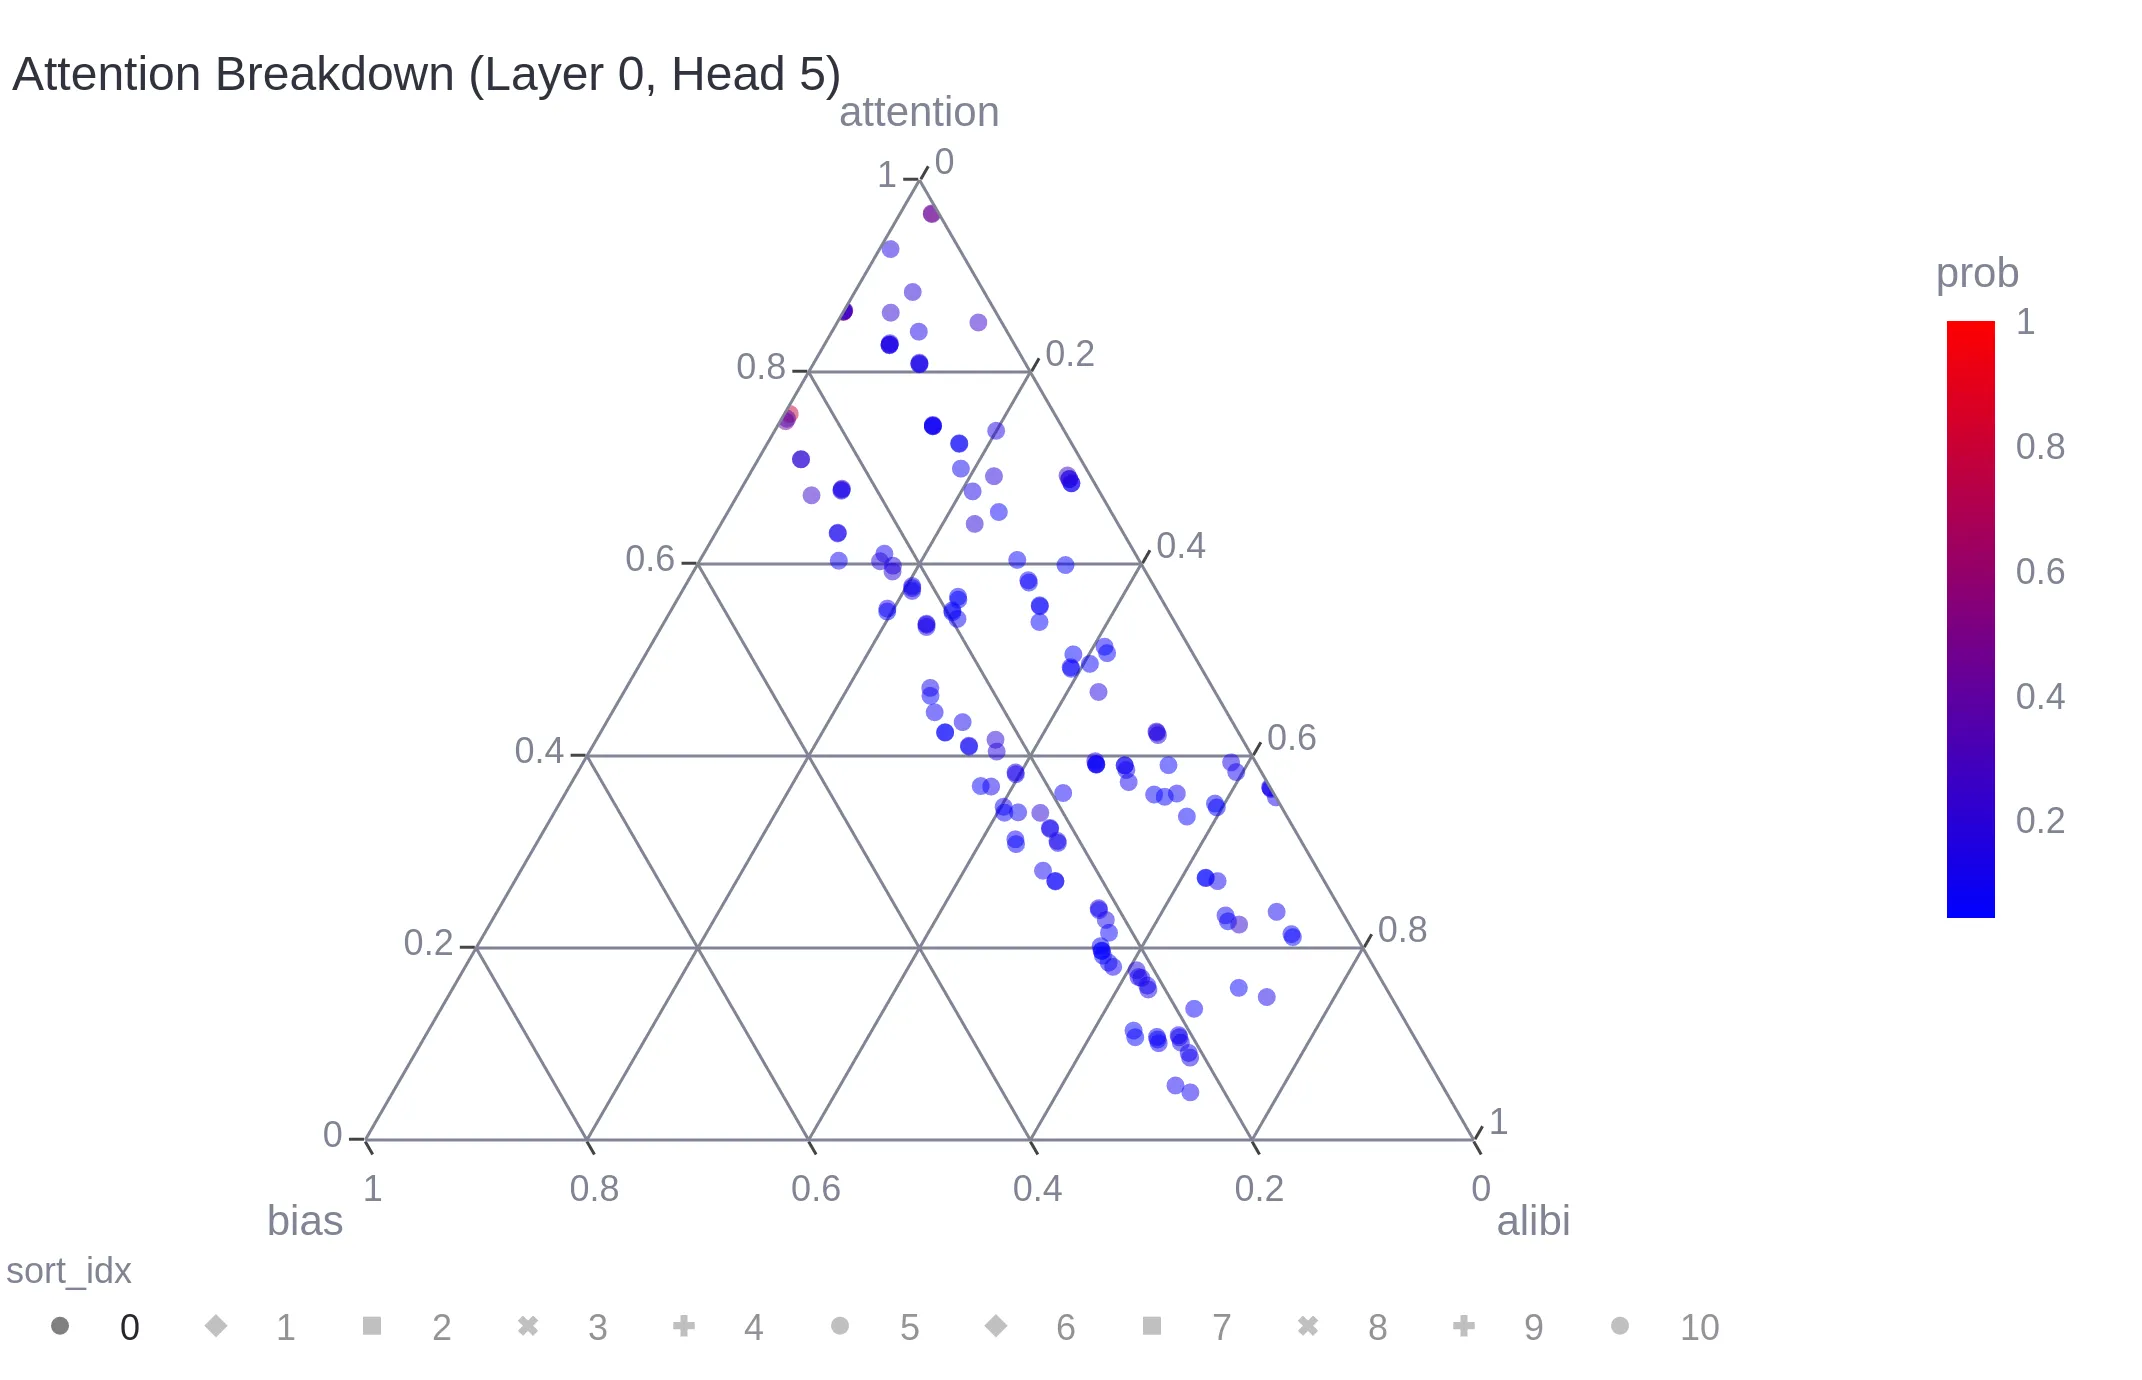 Attention Breakdown (Layer 0, Head 5)
attention
1 0
prob
1
0.8 0.2
0.8
0.6 0.4
0.6
0.4 0.6
0.4
0.2 0.8
0.2
0 1
1 0.8 0.6 0.4 0.2 0
bias alibi
sort_idx
0 1 2 3 4 5 6 7 8 9 10